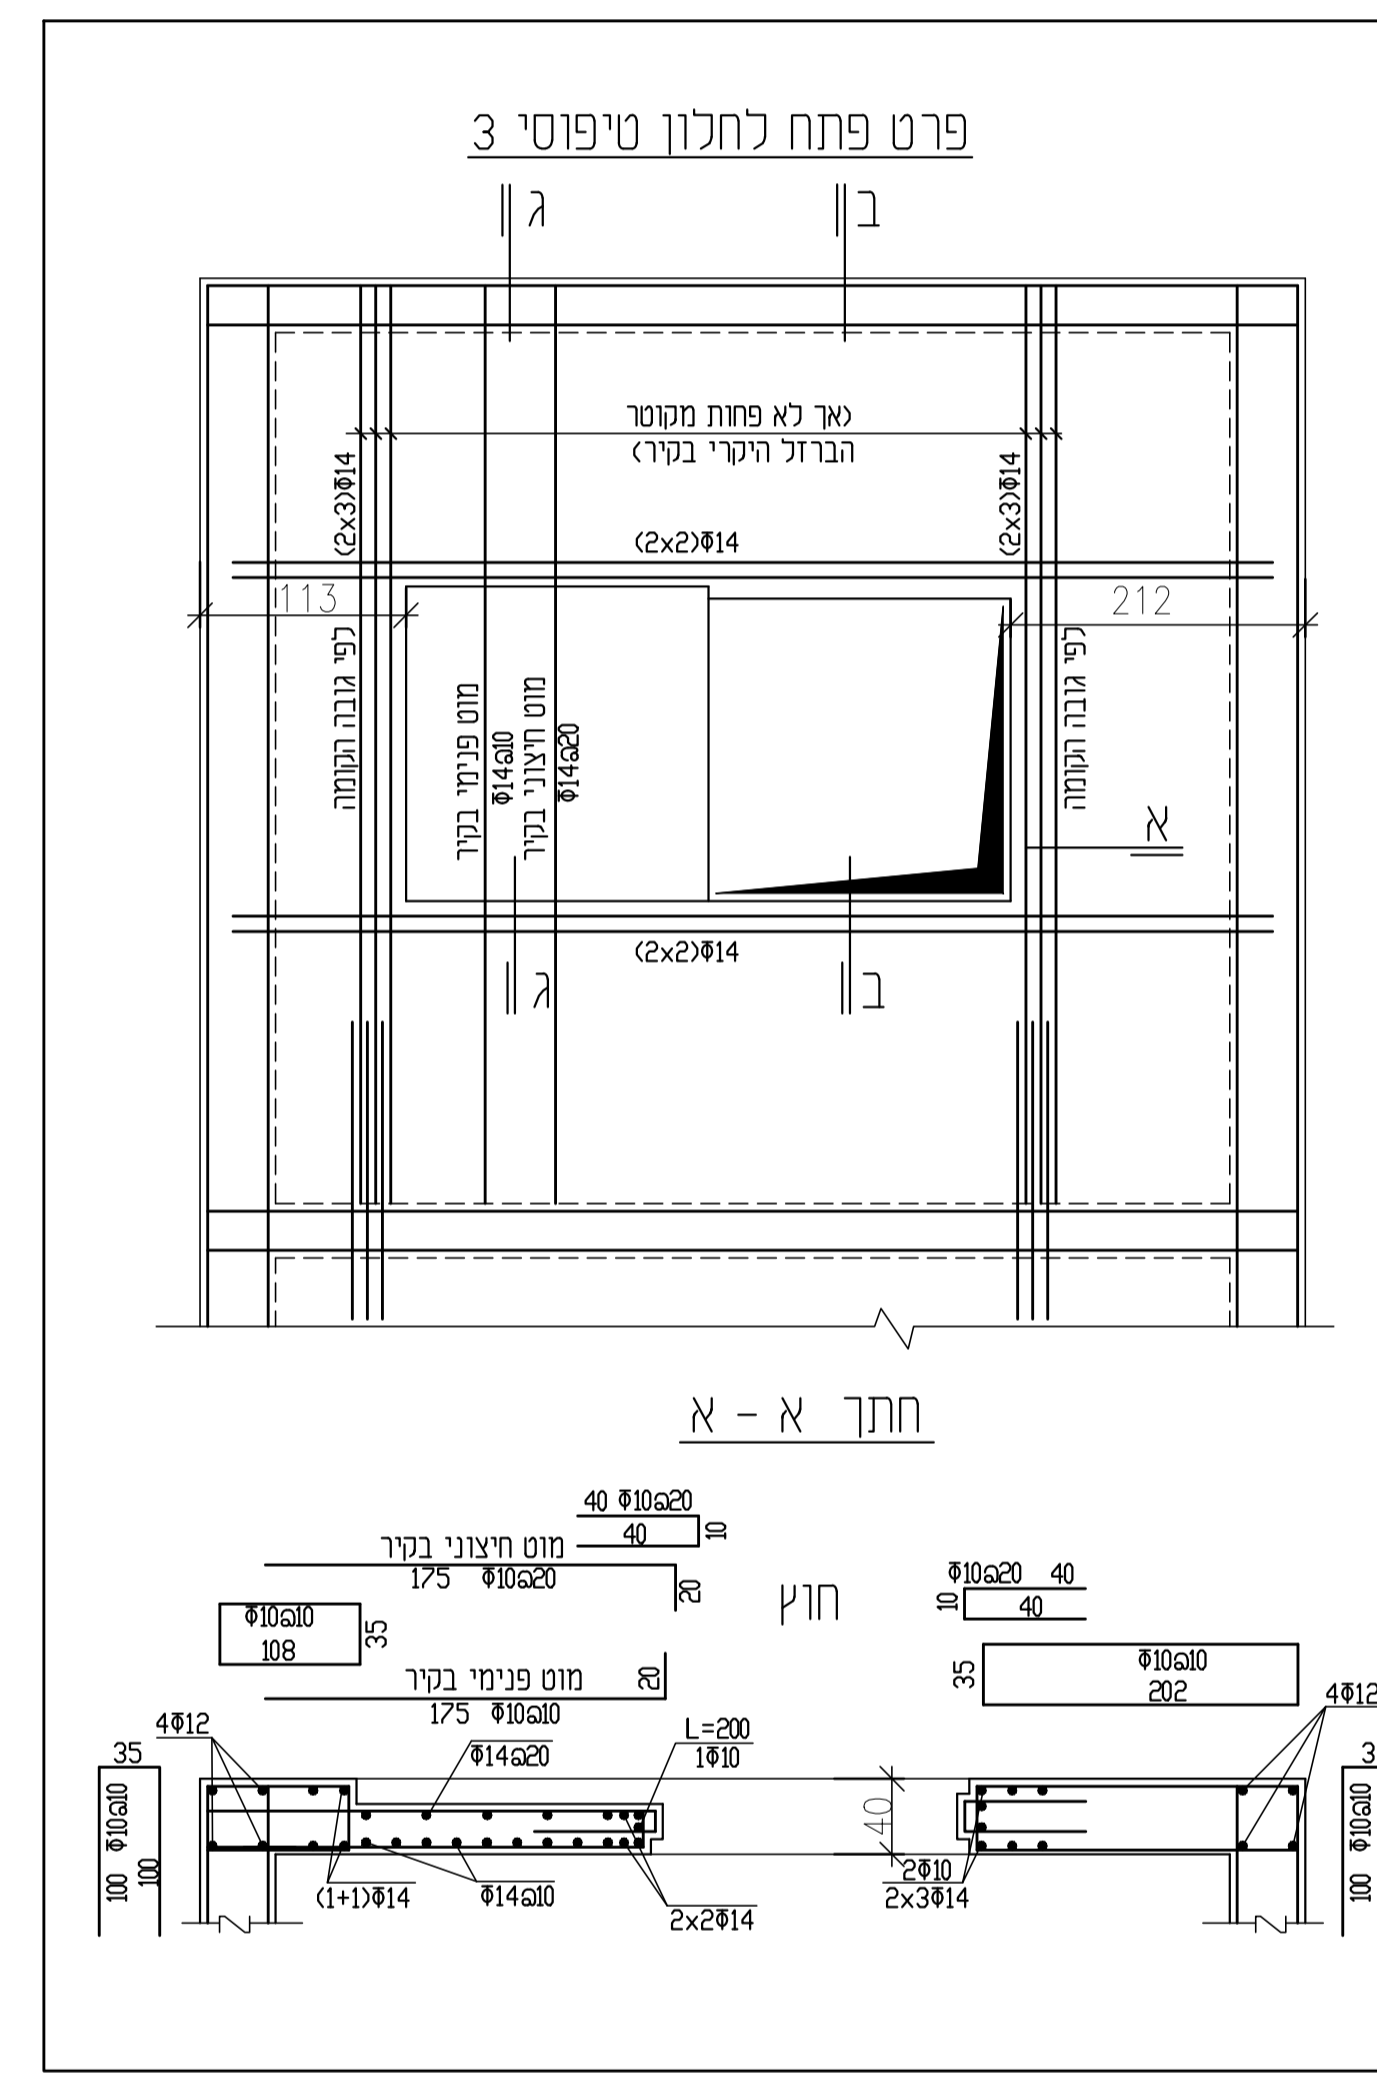 פרט פתח לחלון טיפוסי 3
ג
ב
(אך לא פחות מקוטר
הברזל היקרי בקיר)
(2x3)Φ14
(2x3)Φ14
(2x2)Φ14
113
212
לפי גובה הקומה
מוט פנימי בקיר
Φ14@10
מוט חיצוני בקיר
Φ14@20
לפי גובה הקומה
א
(2x2)Φ14
ג
ב
חתך א - א
40 Φ10@20
40
10
מוט חיצוני בקיר
175 Φ10@20
20
חוץ
Φ10@20 40
10
40
Φ10@10
108
35
מוט פנימי בקיר
20
175 Φ10@10
35
Φ10@10
202
4Φ12
Φ14@20
L=200
1Φ10
4Φ12
35
100 Φ10@10
100
40
(1+1)Φ14
Φ14@10
2x2Φ14
2Φ10
2x3Φ14
3
100 Φ10@10